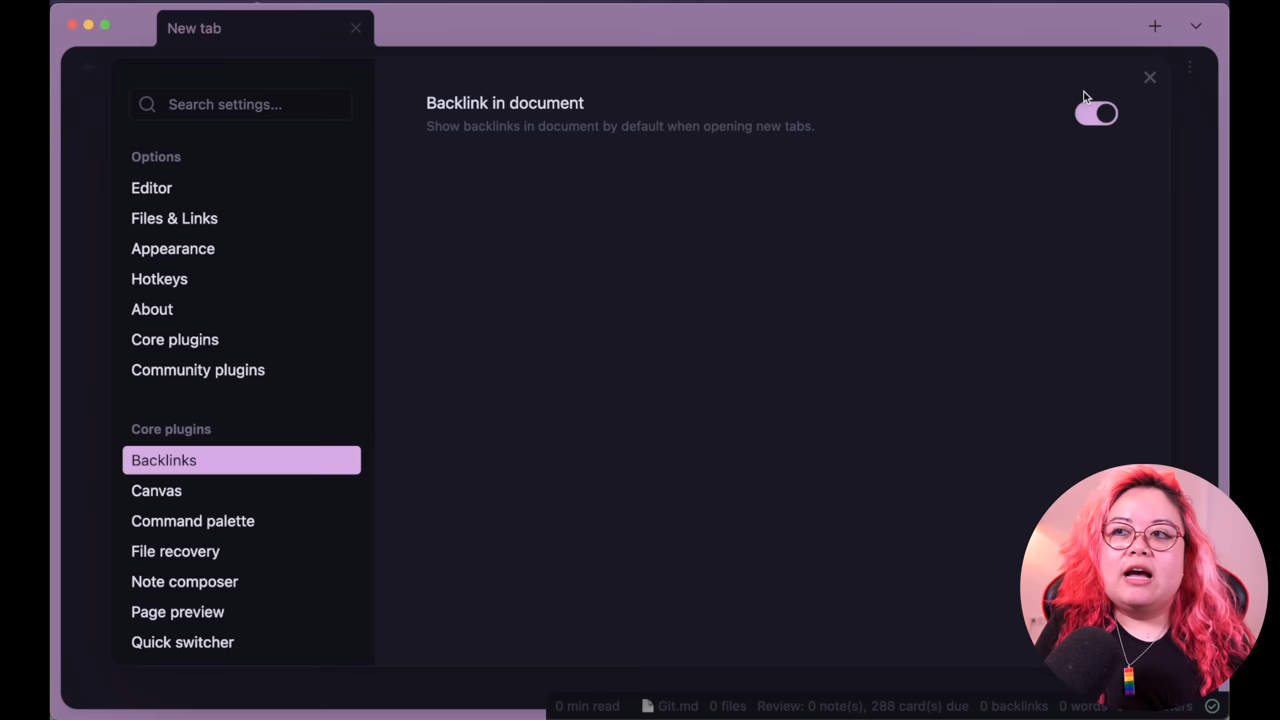 New tab
Search settings...
Backlink in document
Show backlinks in document by default when opening new tabs.
Options
Editor
Files & Links
Appearance
Hotkeys
About
Core plugins
Community plugins
Core plugins
Backlinks
Canvas
Command palette
File recovery
Note composer
Page preview
Quick switcher
0 min read Git.md 0 files Review: 0 note(s), 288 card(s) due 0 backlinks 0 words